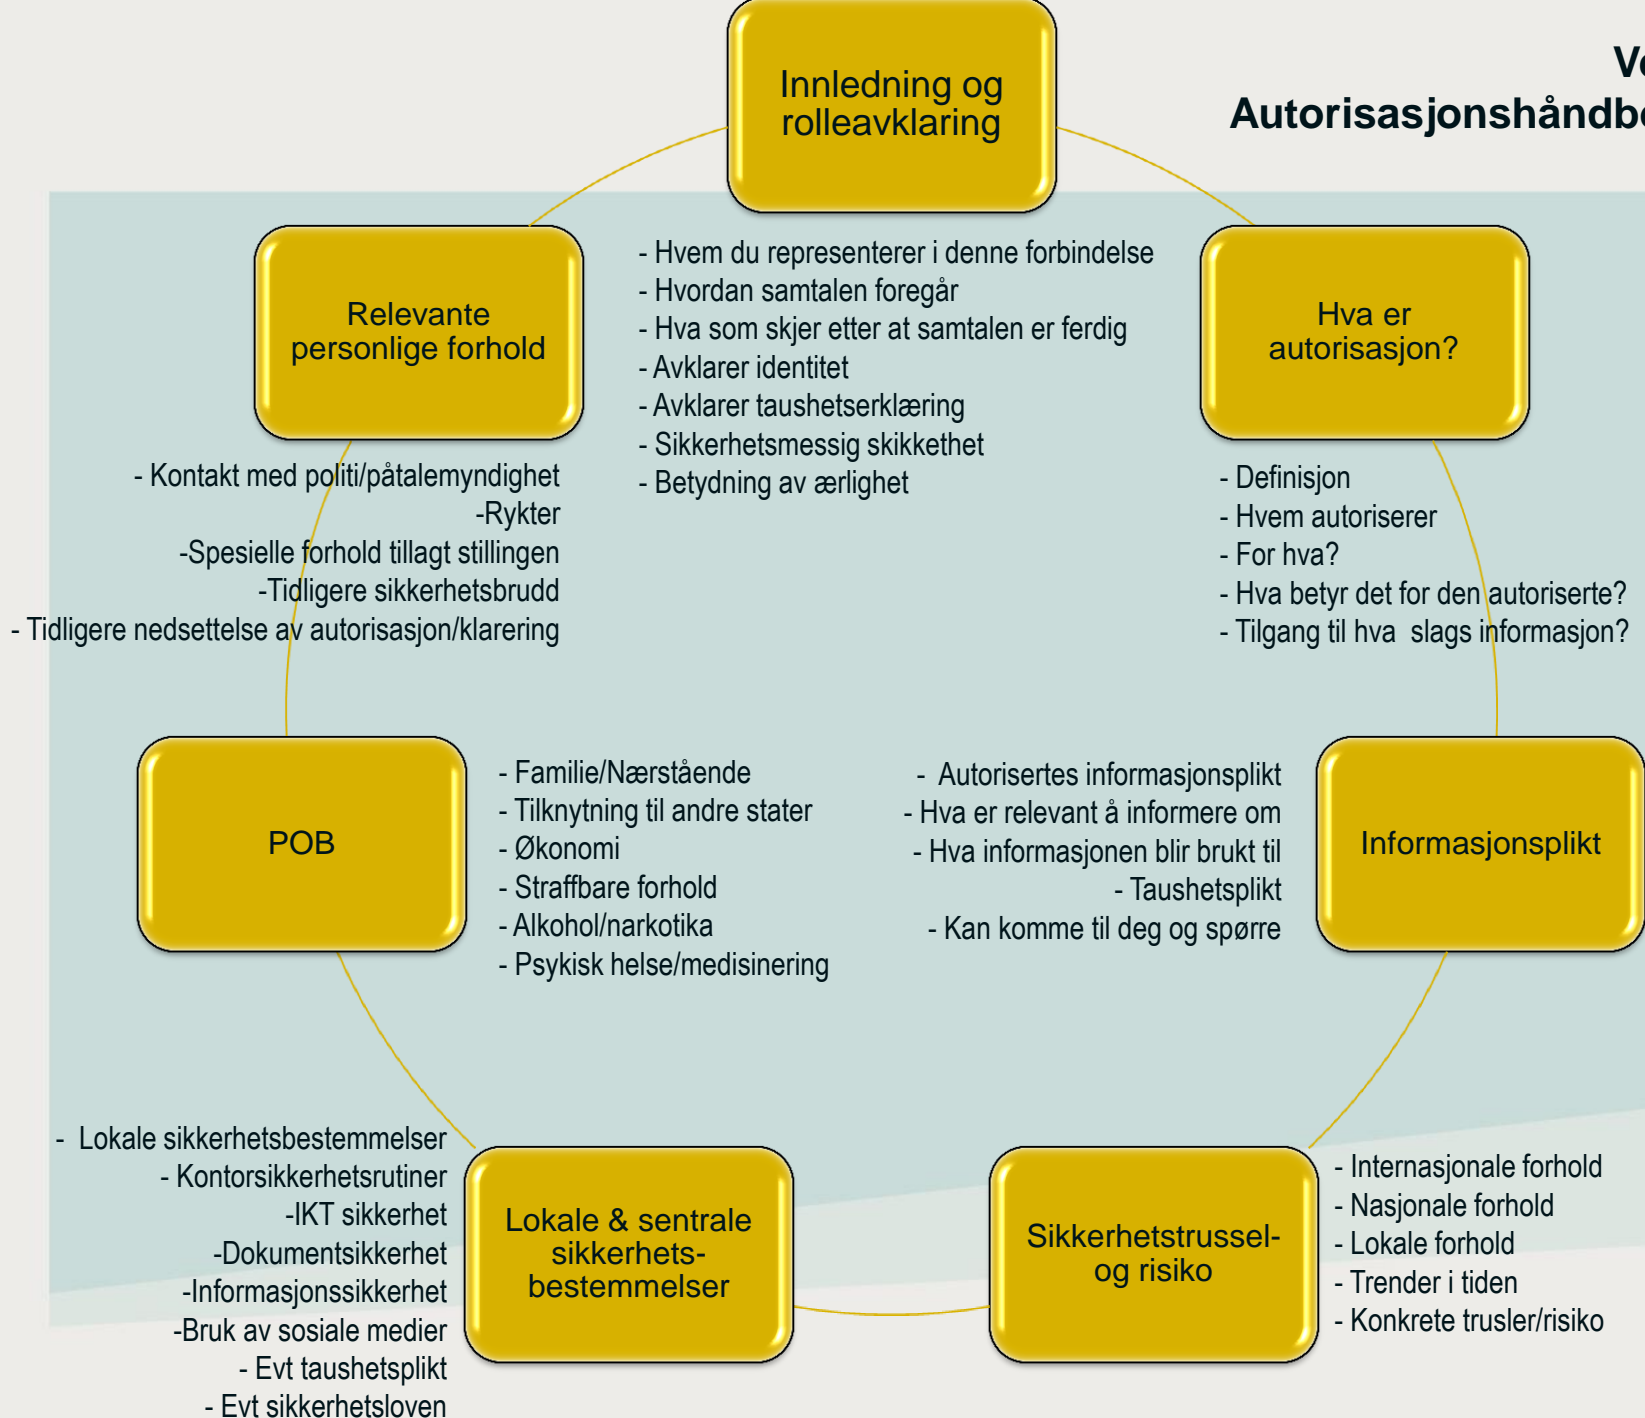 Innledning og
rolleavklaring
Relevante
personlige forhold
- Hvem du representerer i denne forbindelse
- Hvordan samtalen foregår
- Hva som skjer etter at samtalen er ferdig
- Avklarer identitet
- Avklarer taushetserklæring
- Sikkerhetsmessig skikkethet
- Betydning av ærlighet
Hva er
autorisasjon?
- Kontakt med politi/påtalemyndighet
-Rykter
-Spesielle forhold tillagt stillingen
-Tidligere sikkerhetsbrudd
- Tidligere nedsettelse av autorisasjon/klarering
- Definisjon
- Hvem autoriserer
- For hva?
- Hva betyr det for den autoriserte?
- Tilgang til hva  slags informasjon?
POB
- Familie/Nærstående
- Tilknytning til andre stater
- Økonomi
- Straffbare forhold
- Alkohol/narkotika
- Psykisk helse/medisinering
-  Autorisertes informasjonsplikt
- Hva er relevant å informere om
- Hva informasjonen blir brukt til
- Taushetsplikt
- Kan komme til deg og spørre
Informasjonsplikt
-  Lokale sikkerhetsbestemmelser
- Kontorsikkerhetsrutiner
-IKT sikkerhet
-Dokumentsikkerhet
-Informasjonssikkerhet
-Bruk av sosiale medier
- Evt taushetsplikt
- Evt sikkerhetsloven
Lokale & sentrale
sikkerhets-
bestemmelser
Sikkerhetstrussel-
og risiko
- Internasjonale forhold
- Nasjonale forhold
- Lokale forhold
- Trender i tiden
- Konkrete trusler/risiko